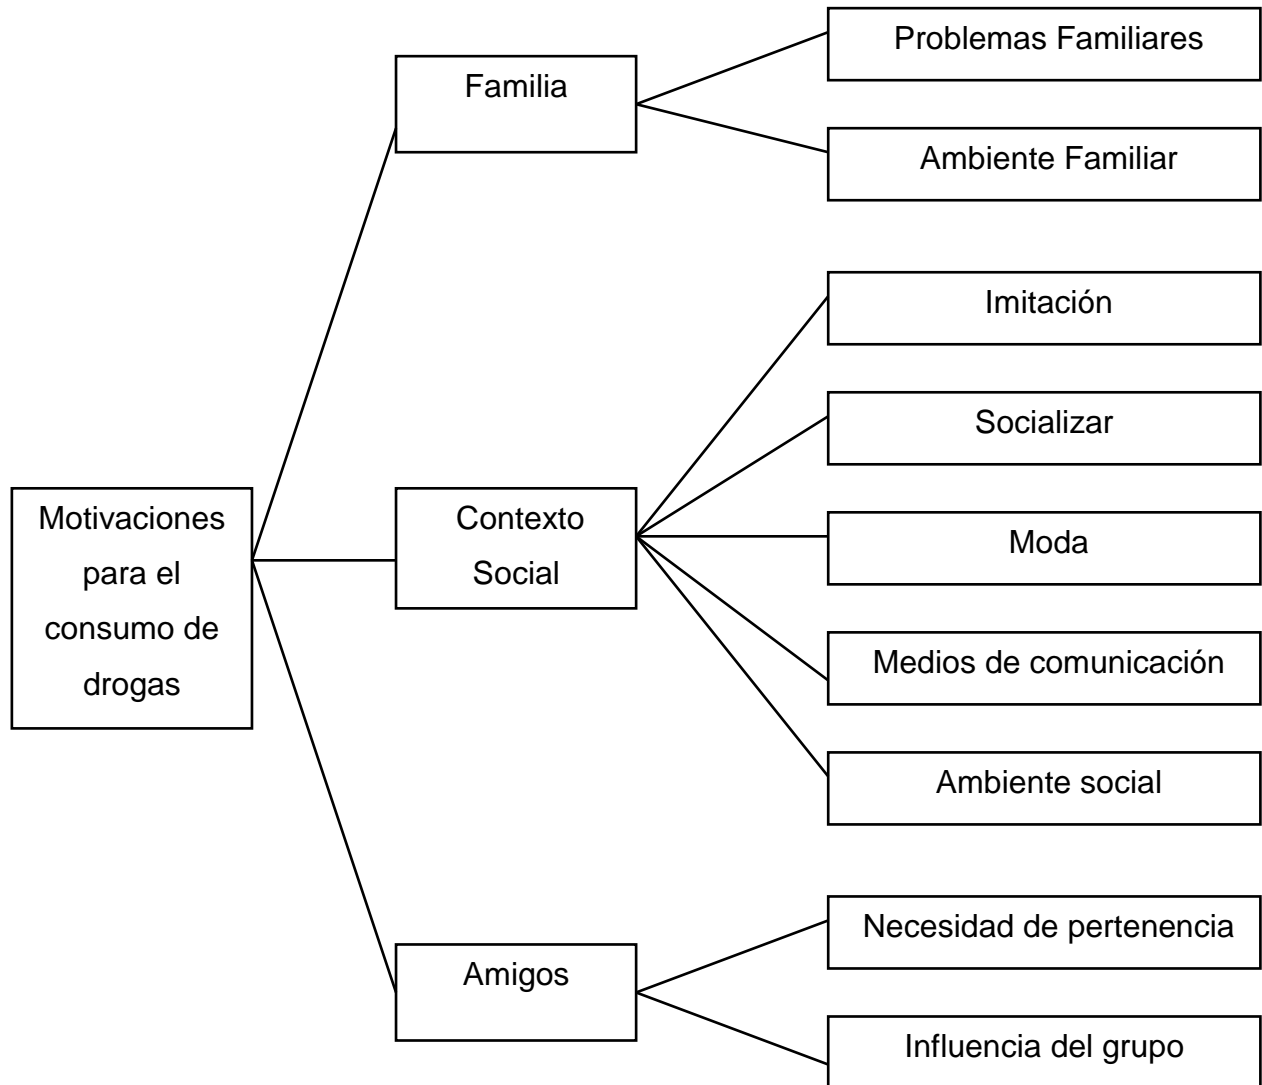 Problemas Familiares
Familia
Ambiente Familiar
Imitación
Socializar
Motivaciones
para el
consumo de
drogas
Contexto
Social
Moda
Medios de comunicación
Ambiente social
Necesidad de pertenencia
Amigos
Influencia del grupo